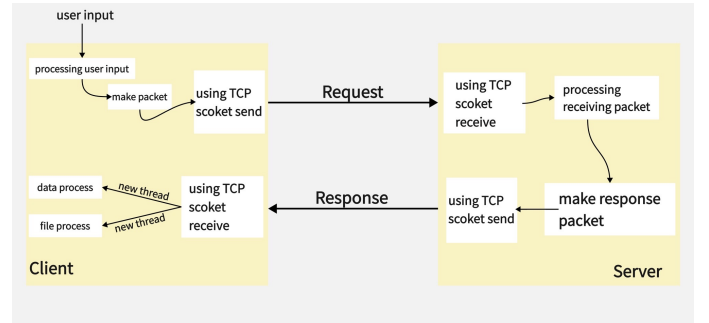 user input
processing user input
make packet
using TCP
scoket send
Request
using TCP
scoket
receive
processing
receiving packet
make response
packet
using TCP
scoket send
Response
using TCP
scoket
receive
new thread
data process
new thread
file process
Client
Server